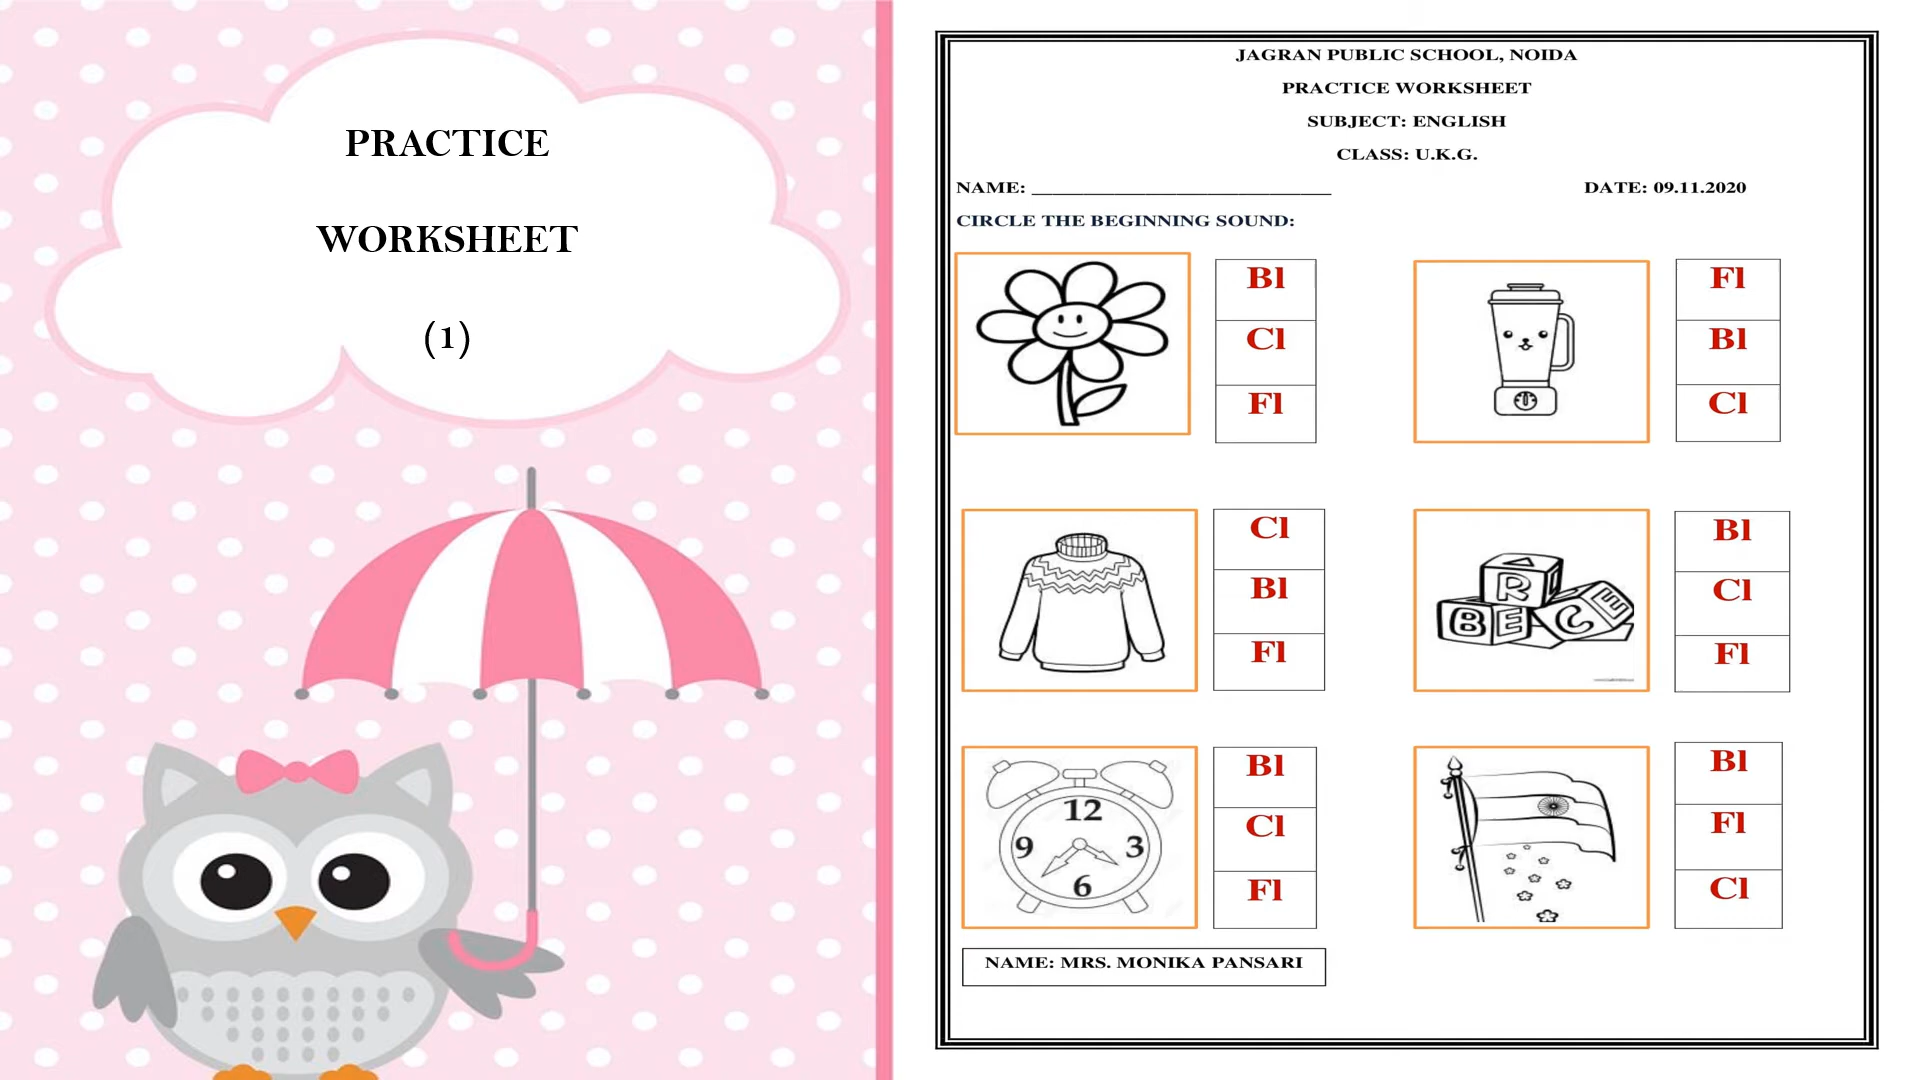 PRACTICE
WORKSHEET
(1)
JAGRAN PUBLIC SCHOOL, NOIDA
PRACTICE WORKSHEET
SUBJECT: ENGLISH
CLASS: U.K.G.
NAME: ______________________________ DATE: 09.11.2020
CIRCLE THE BEGINNING SOUND:
Bl
Cl
Fl
Fl
Bl
Cl
Cl
Bl
Fl
A
R
B E C E
Bl
Cl
Fl
12
9 3
6
Bl
Cl
Fl
Bl
Fl
Cl
NAME: MRS. MONIKA PANSARI